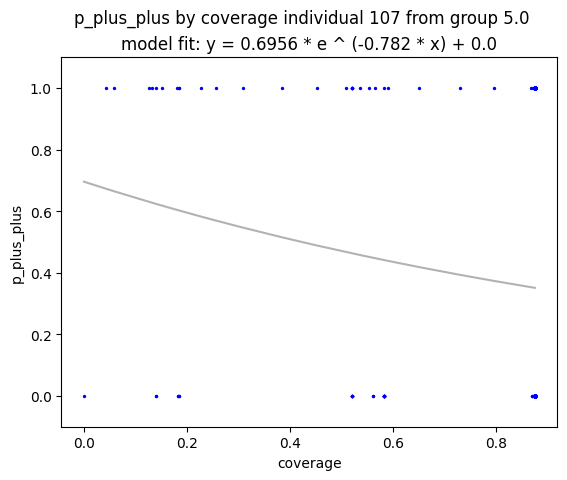 p_plus_plus by coverage individual 107 from group 5.0
model fit: y = 0.6956 * e ^ (-0.782 * x) + 0.0
1.0
0.8
0.6
0.4
0.2
0.0
p_plus_plus
0.0 0.2 0.4 0.6 0.8
coverage